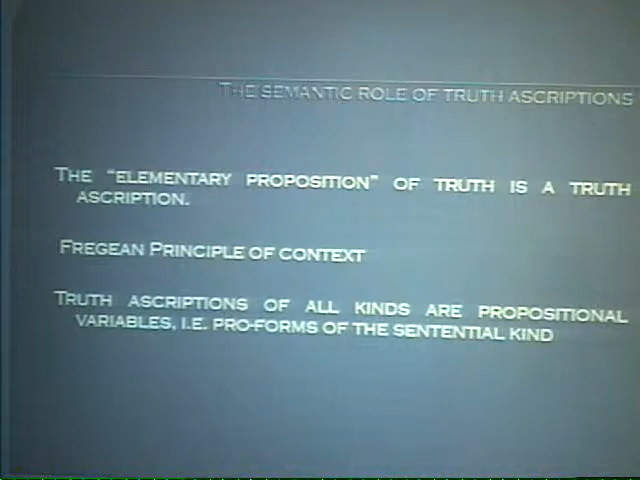 THE SEMANTIC ROLE OF TRUTH ASCRIPTIONS
THE "ELEMENTARY PROPOSITION" OF TRUTH IS A TRUTH
ASCRIPTION.
FREGEAN PRINCIPLE OF CONTEXT
TRUTH ASCRIPTIONS OF ALL KINDS ARE PROPOSITIONAL
VARIABLES, I.E. PRO-FORMS OF THE SENTENTIAL KIND